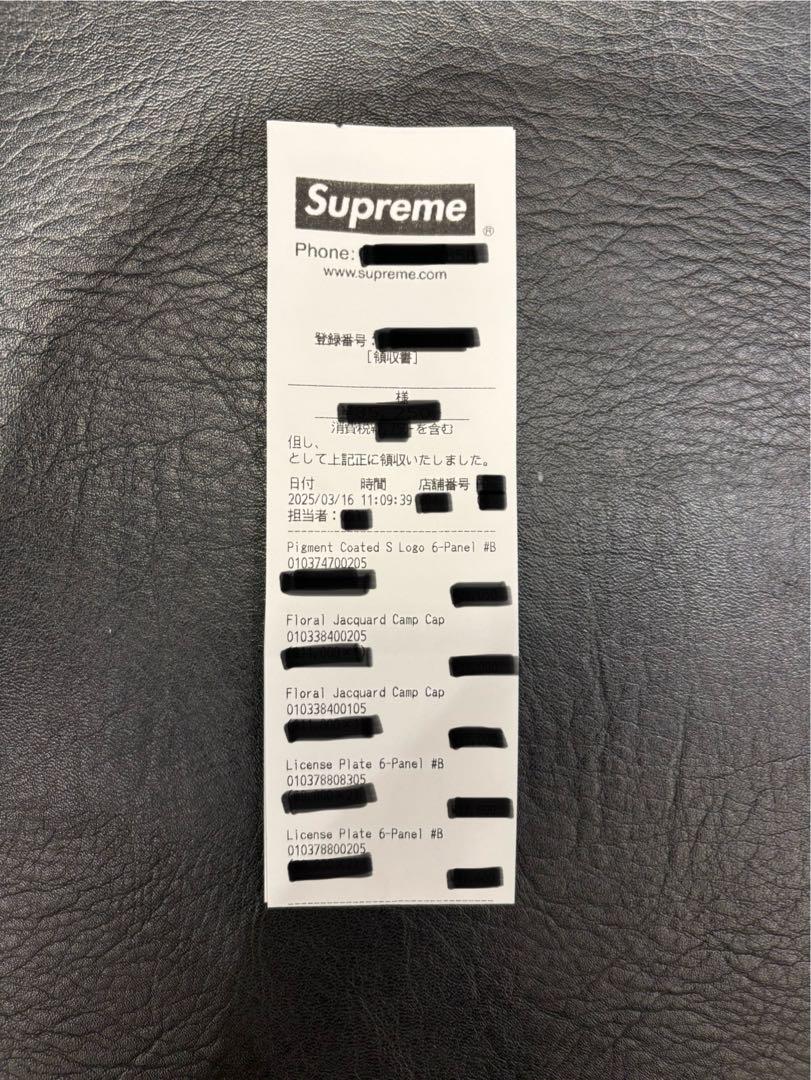 Supreme
®
Phone:
www.supreme.com
登録番号:
[領収書]
様
消費税 を含む
但し、
として上記正に領収いたしました。
日付 時間 店舗番号
2025/03/16 11:09:39
担当者:
Pigment Coated S Logo 6-Panel #B
010374700205
Floral Jacquard Camp Cap
010338400205
Floral Jacquard Camp Cap
010338400105
License Plate 6-Panel #B
010378808305
License Plate 6-Panel #B
010378800205